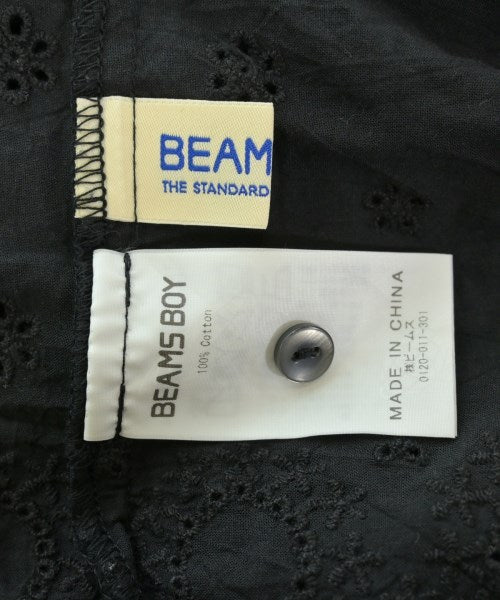 BEAM
THE STANDARD
BEAMS BOY
100% Cotton
MADE IN CHINA
㈱ビームス
0120-011-301